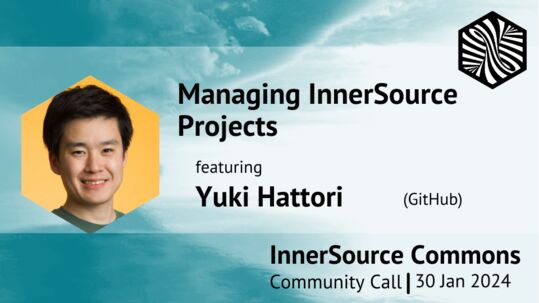 Managing InnerSource
Projects
featuring
Yuki Hattori (GitHub)
InnerSource Commons
Community Call | 30 Jan 2024